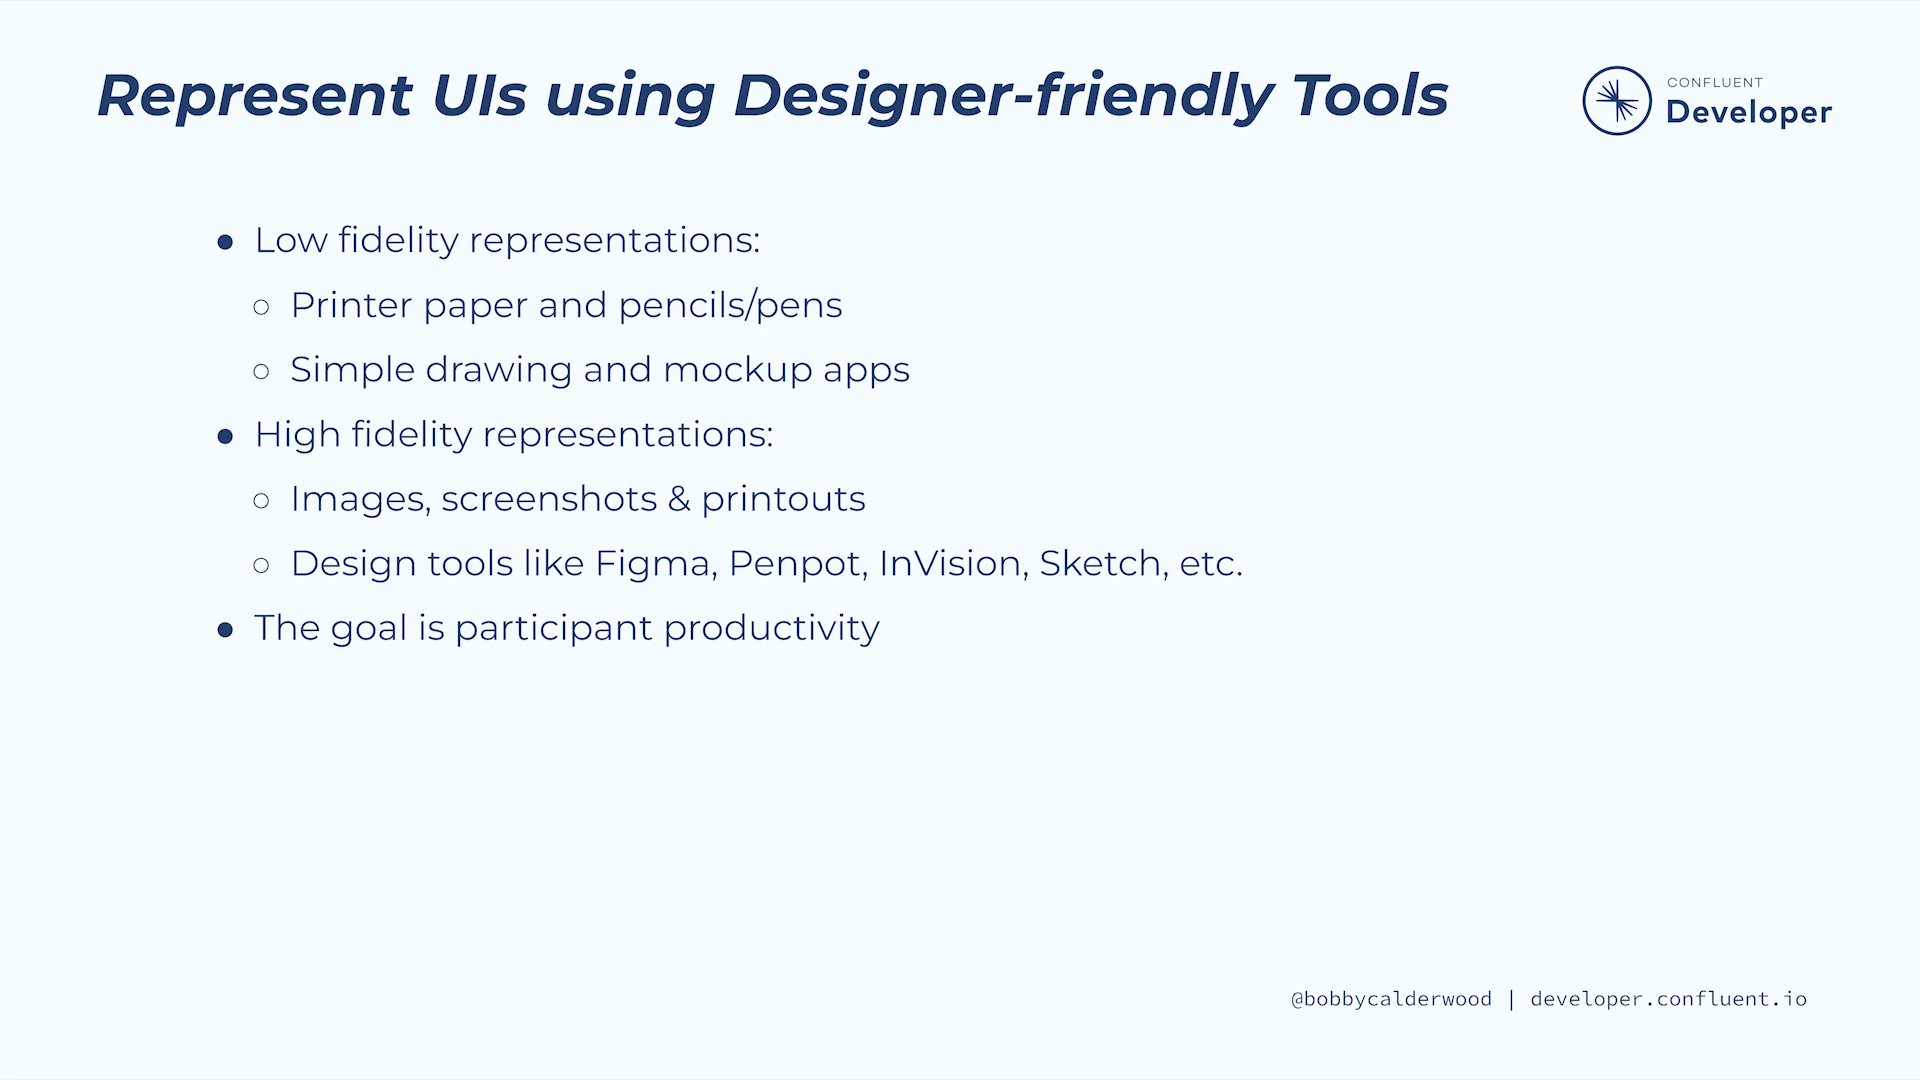 Represent UIs using Designer-friendly Tools
CONFLUENT
Developer
● Low fidelity representations:
○ Printer paper and pencils/pens
○ Simple drawing and mockup apps
● High fidelity representations:
○ Images, screenshots & printouts
○ Design tools like Figma, Penpot, InVision, Sketch, etc.
● The goal is participant productivity
@bobbycalderwood | developer.confluent.io